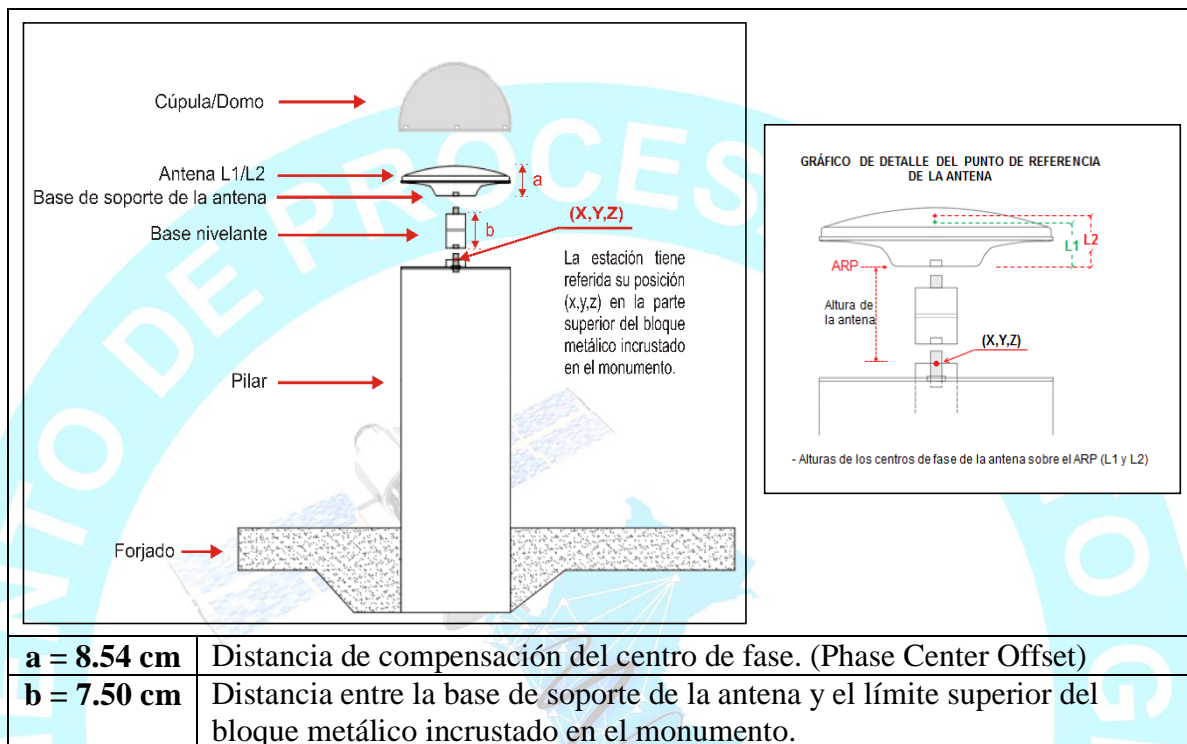 Cúpula/Domo
Antena L1/L2
a
Base de soporte de la antena
Base nivelante
b
(X,Y,Z)
La estación tiene
referida su posición
(x,y,z) en la parte
superior del bloque
metálico incrustado
en el monumento.
Pilar
Forjado
GRÁFICO DE DETALLE DEL PUNTO DE REFERENCIA
DE LA ANTENA
L1
L2
ARP
Altura de
la antena
(X,Y,Z)
- Alturas de los centros de fase de la antena sobre el ARP (L1 y L2)
a = 8.54 cm Distancia de compensación del centro de fase. (Phase Center Offset)
b = 7.50 cm Distancia entre la base de soporte de la antena y el límite superior del
bloque metálico incrustado en el monumento.
ENTO DE PROCESA